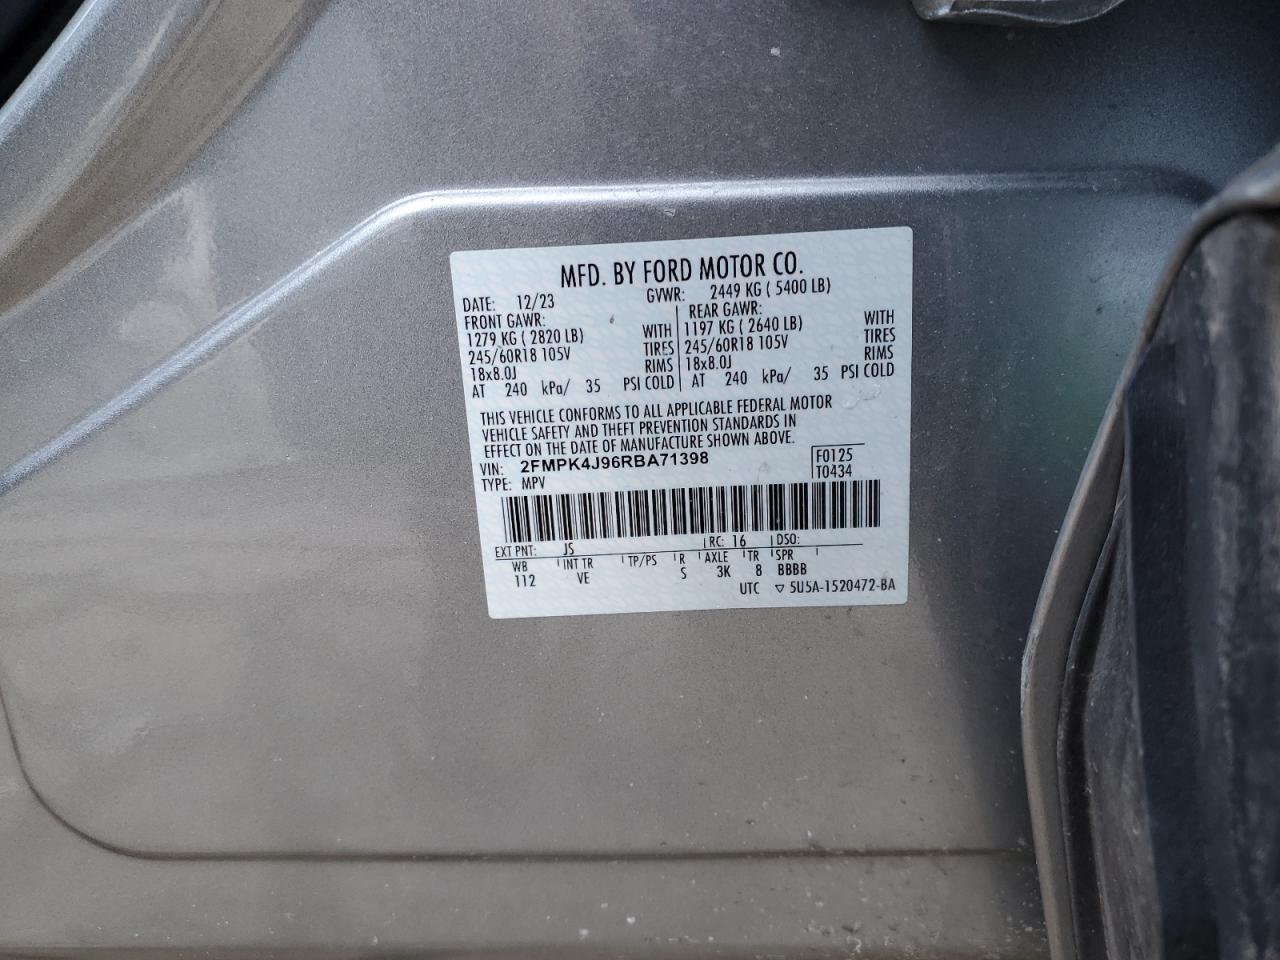 MFD. BY FORD MOTOR CO.
DATE: 12/23 GVWR: 2449 KG ( 5400 LB)
FRONT GAWR: REAR GAWR:
1279 KG ( 2820 LB) WITH 1197 KG ( 2640 LB) WITH
245/60R18 105V TIRES 245/60R18 105V TIRES
18x8.0J RIMS 18x8.0J RIMS
AT 240 kPa/ 35 PSI COLD AT 240 kPa/ 35 PSI COLD
THIS VEHICLE CONFORMS TO ALL APPLICABLE FEDERAL MOTOR
VEHICLE SAFETY AND THEFT PREVENTION STANDARDS IN
EFFECT ON THE DATE OF MANUFACTURE SHOWN ABOVE.
VIN: 2FMPK4J96RBA71398 F0125
TYPE: MPV T0434
EXT PNT: JS RC: 16 DSO:
WB INT TR TP/PS R AXLE TR SPR
112 VE S 3K 8 BBBB
UTC ▽ 5U5A-1520472-BA